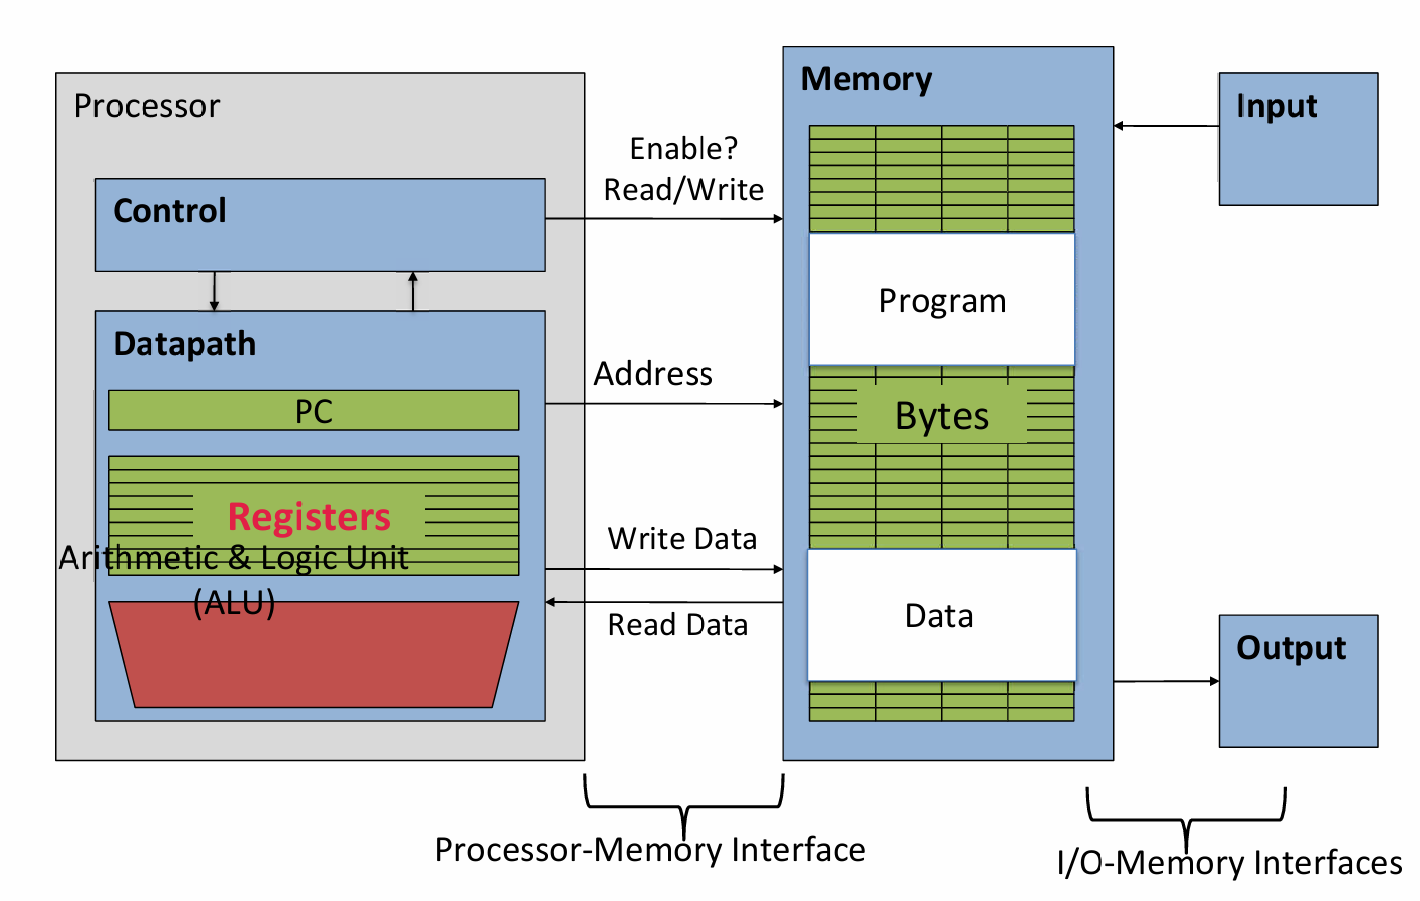 Processor
Control
Datapath
PC
Registers
Arithmetic & Logic Unit
(ALU)
Enable?
Read/Write
Address
Write Data
Read Data
Memory
Program
Bytes
Data
Input
Output
Processor-Memory Interface
I/O-Memory Interfaces